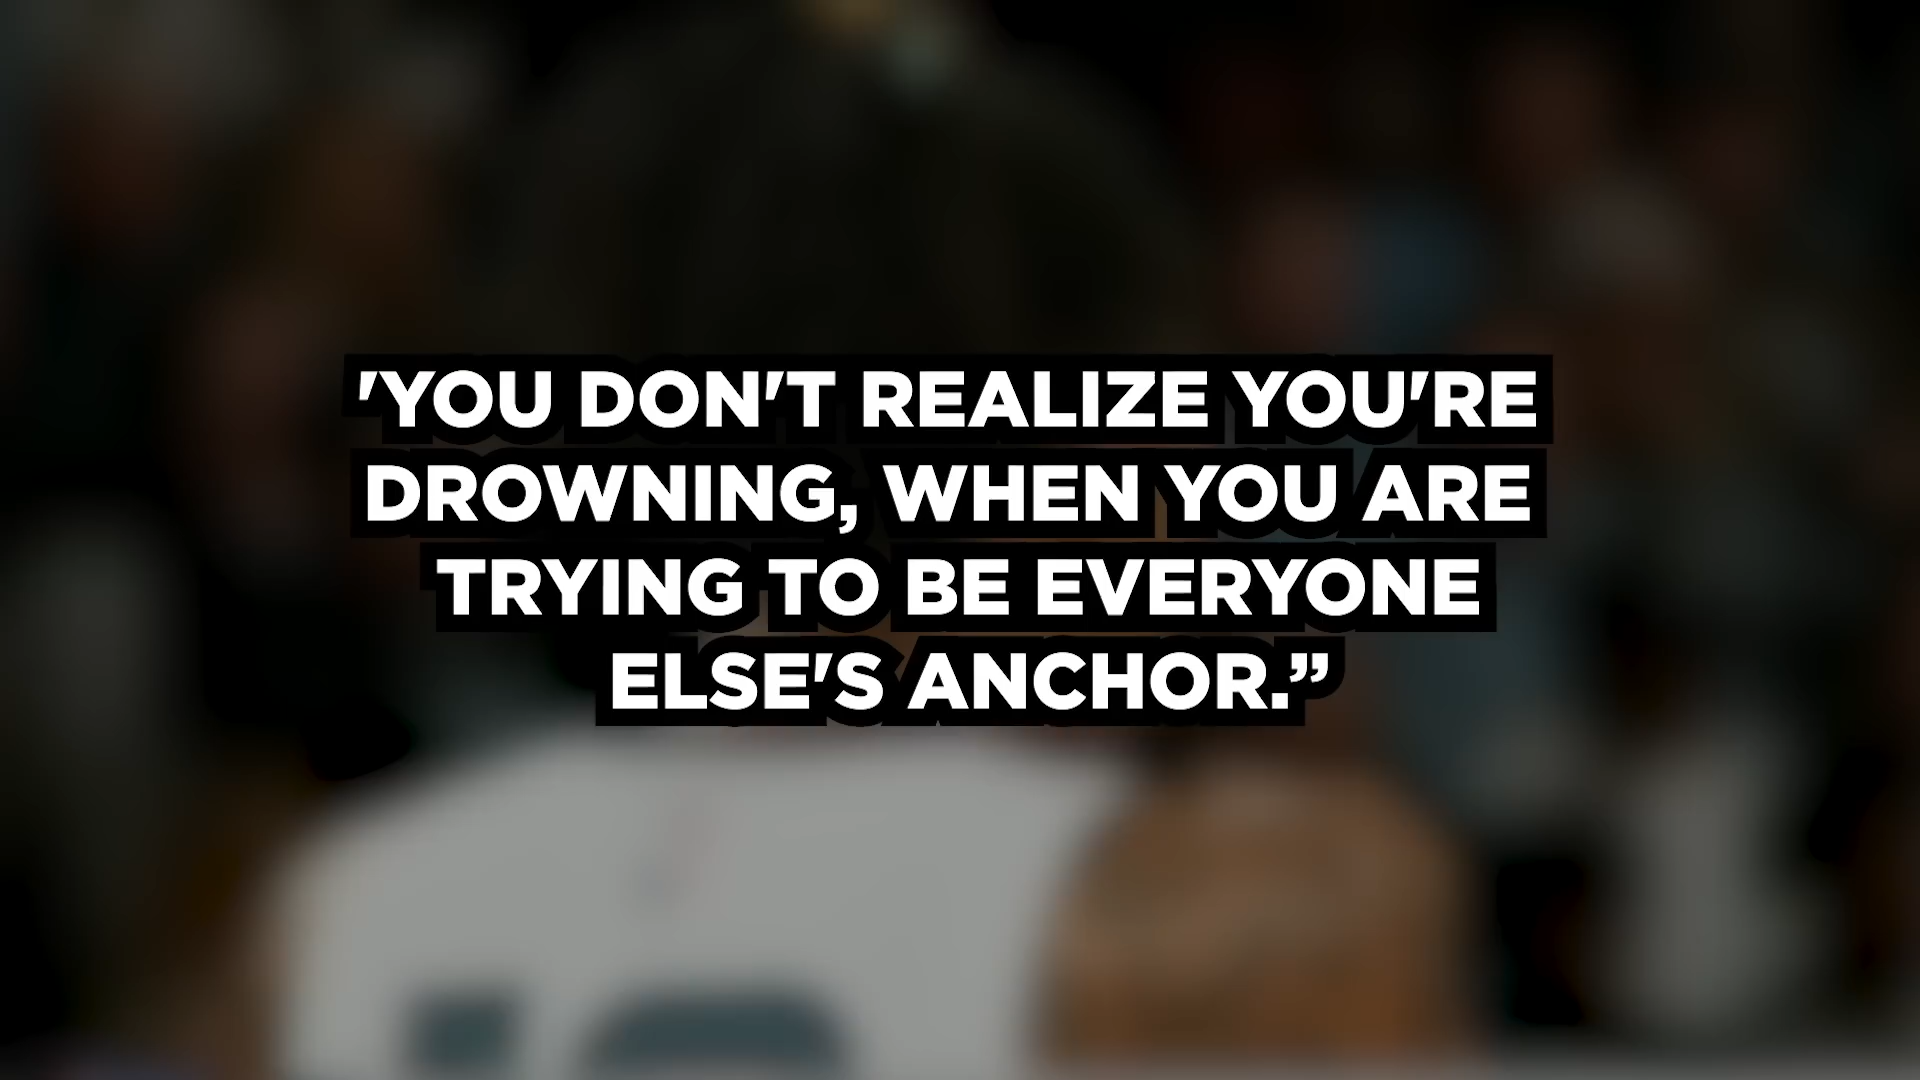 'YOU DON'T REALIZE YOU'RE
DROWNING, WHEN YOU ARE
TRYING TO BE EVERYONE
ELSE'S ANCHOR.”